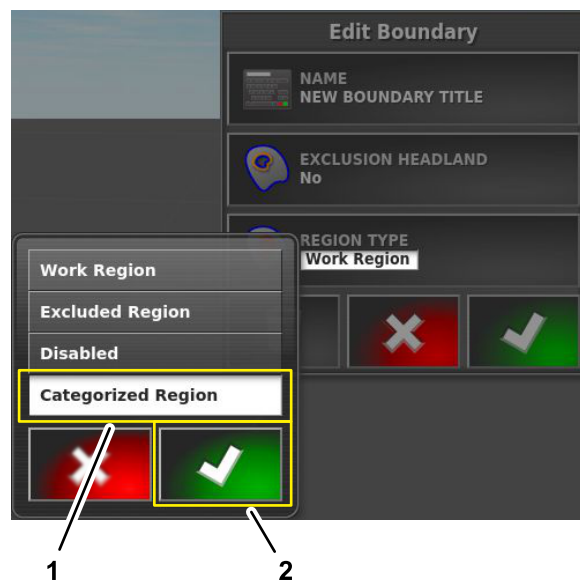 Edit Boundary
NAME
NEW BOUNDARY TITLE
EXCLUSION HEADLAND
No
REGION TYPE
Work Region
Work Region
Excluded Region
Disabled
Categorized Region
1
2